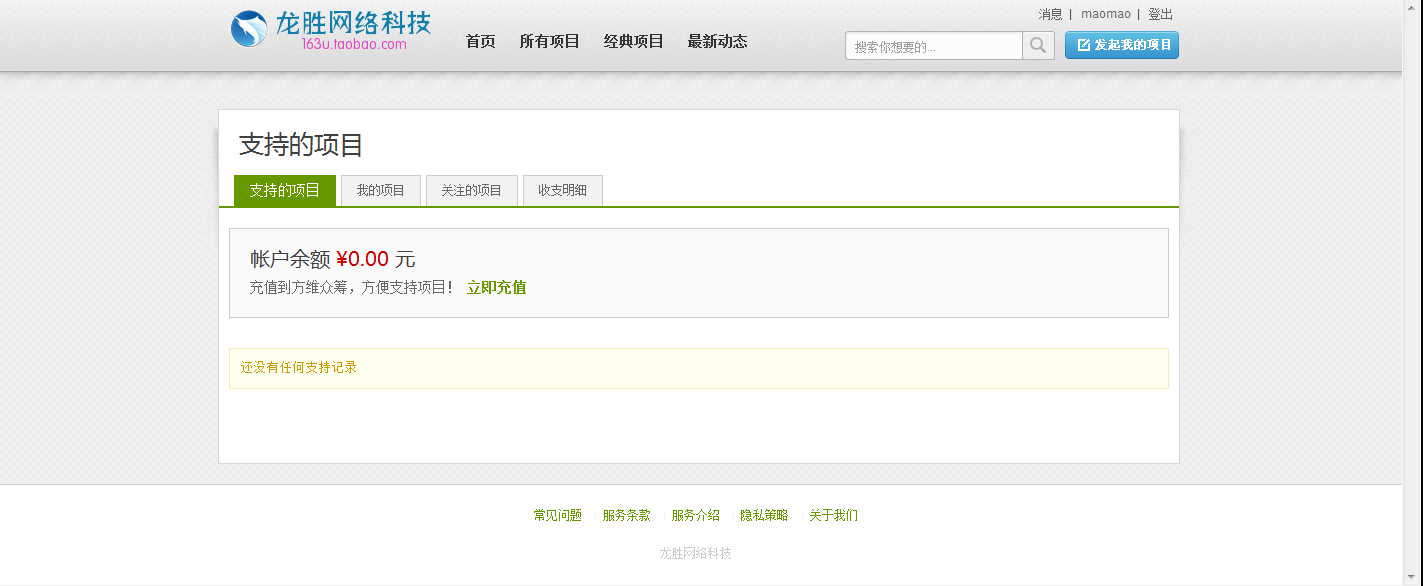 龙胜网络科技
163u.taobao.com
首页 所有项目 经典项目 最新动态
消息 | maomao | 登出
搜索你想要的...
发起我的项目
支持的项目
支持的项目 我的项目 关注的项目 收支明细
帐户余额 ¥0.00 元
充值到方维众筹，方便支持项目! 立即充值
还没有任何支持记录
常见问题 服务条款 服务介绍 隐私策略 关于我们
龙胜网络科技